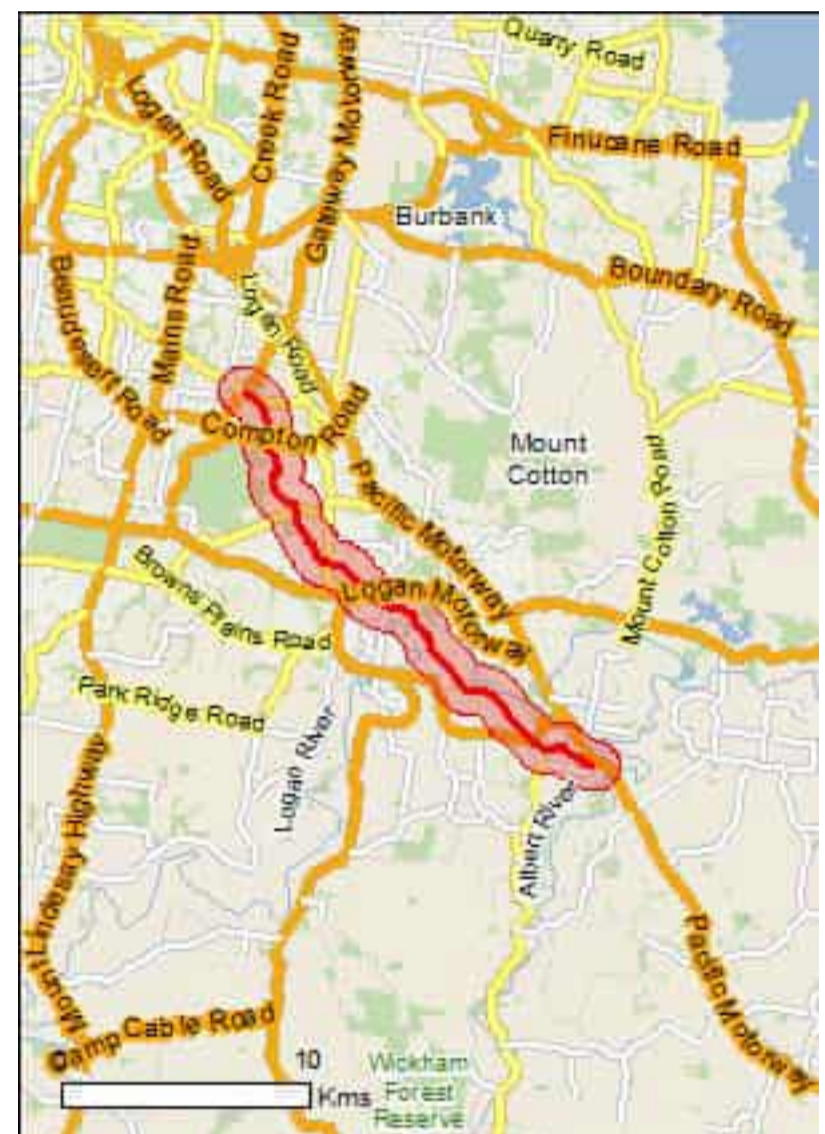 Quarry Road
Logan Road
Creek Road
Gateway Motorway
Finucane Road
Burbank
Boundary Road
Mains Road
Logan Road
Beaudesert Road
Compton Road
Mount
Cotton
Pacific Motorway
Mount Cotton Road
Logan Motorway
Browns Plains Road
Park Ridge Road
Logan River
Albert River
Mount Lindesay Highway
Pacific Motorway
Camp Cable Road
10
Kms
Wickham
Forest
Reserve